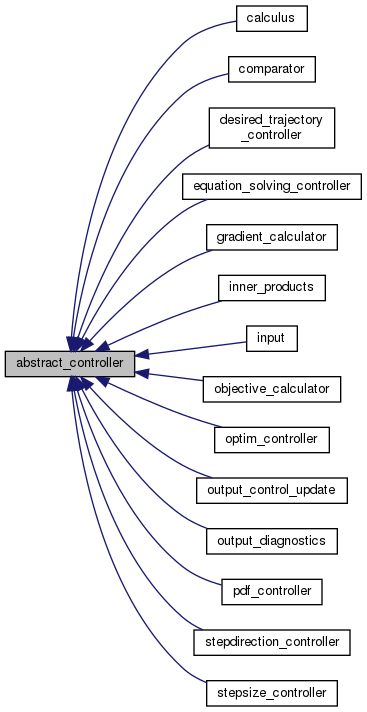 calculus
comparator
desired_trajectory
_controller
equation_solving_controller
gradient_calculator
inner_products
input
abstract_controller
objective_calculator
optim_controller
output_control_update
output_diagnostics
pdf_controller
stepdirection_controller
stepsize_controller